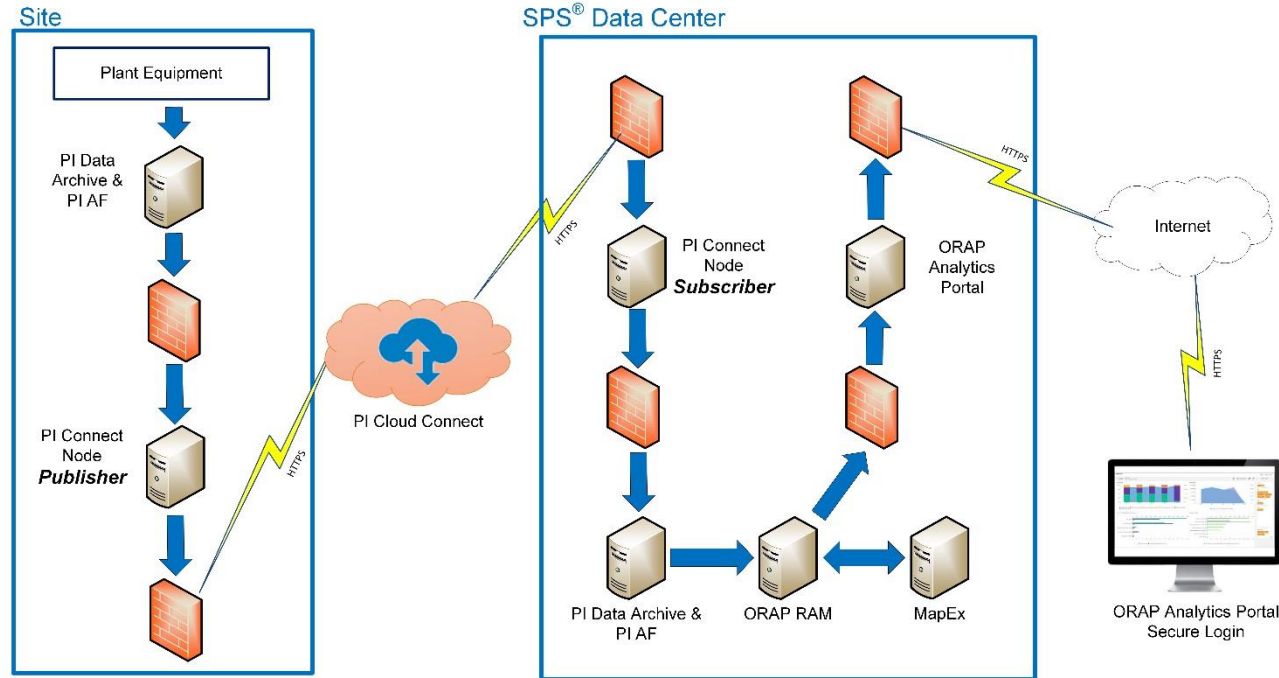 Site
Plant Equipment
PI Data
Archive &
PI AF
PI Connect
Node
Publisher
HTTPS
PI Cloud Connect
HTTPS
SPS® Data Center
PI Connect
Node
Subscriber
PI Data Archive &
PI AF
ORAP RAM
MapEx
ORAP
Analytics
Portal
HTTPS
Internet
HTTPS
ORAP Analytics Portal
Secure Login